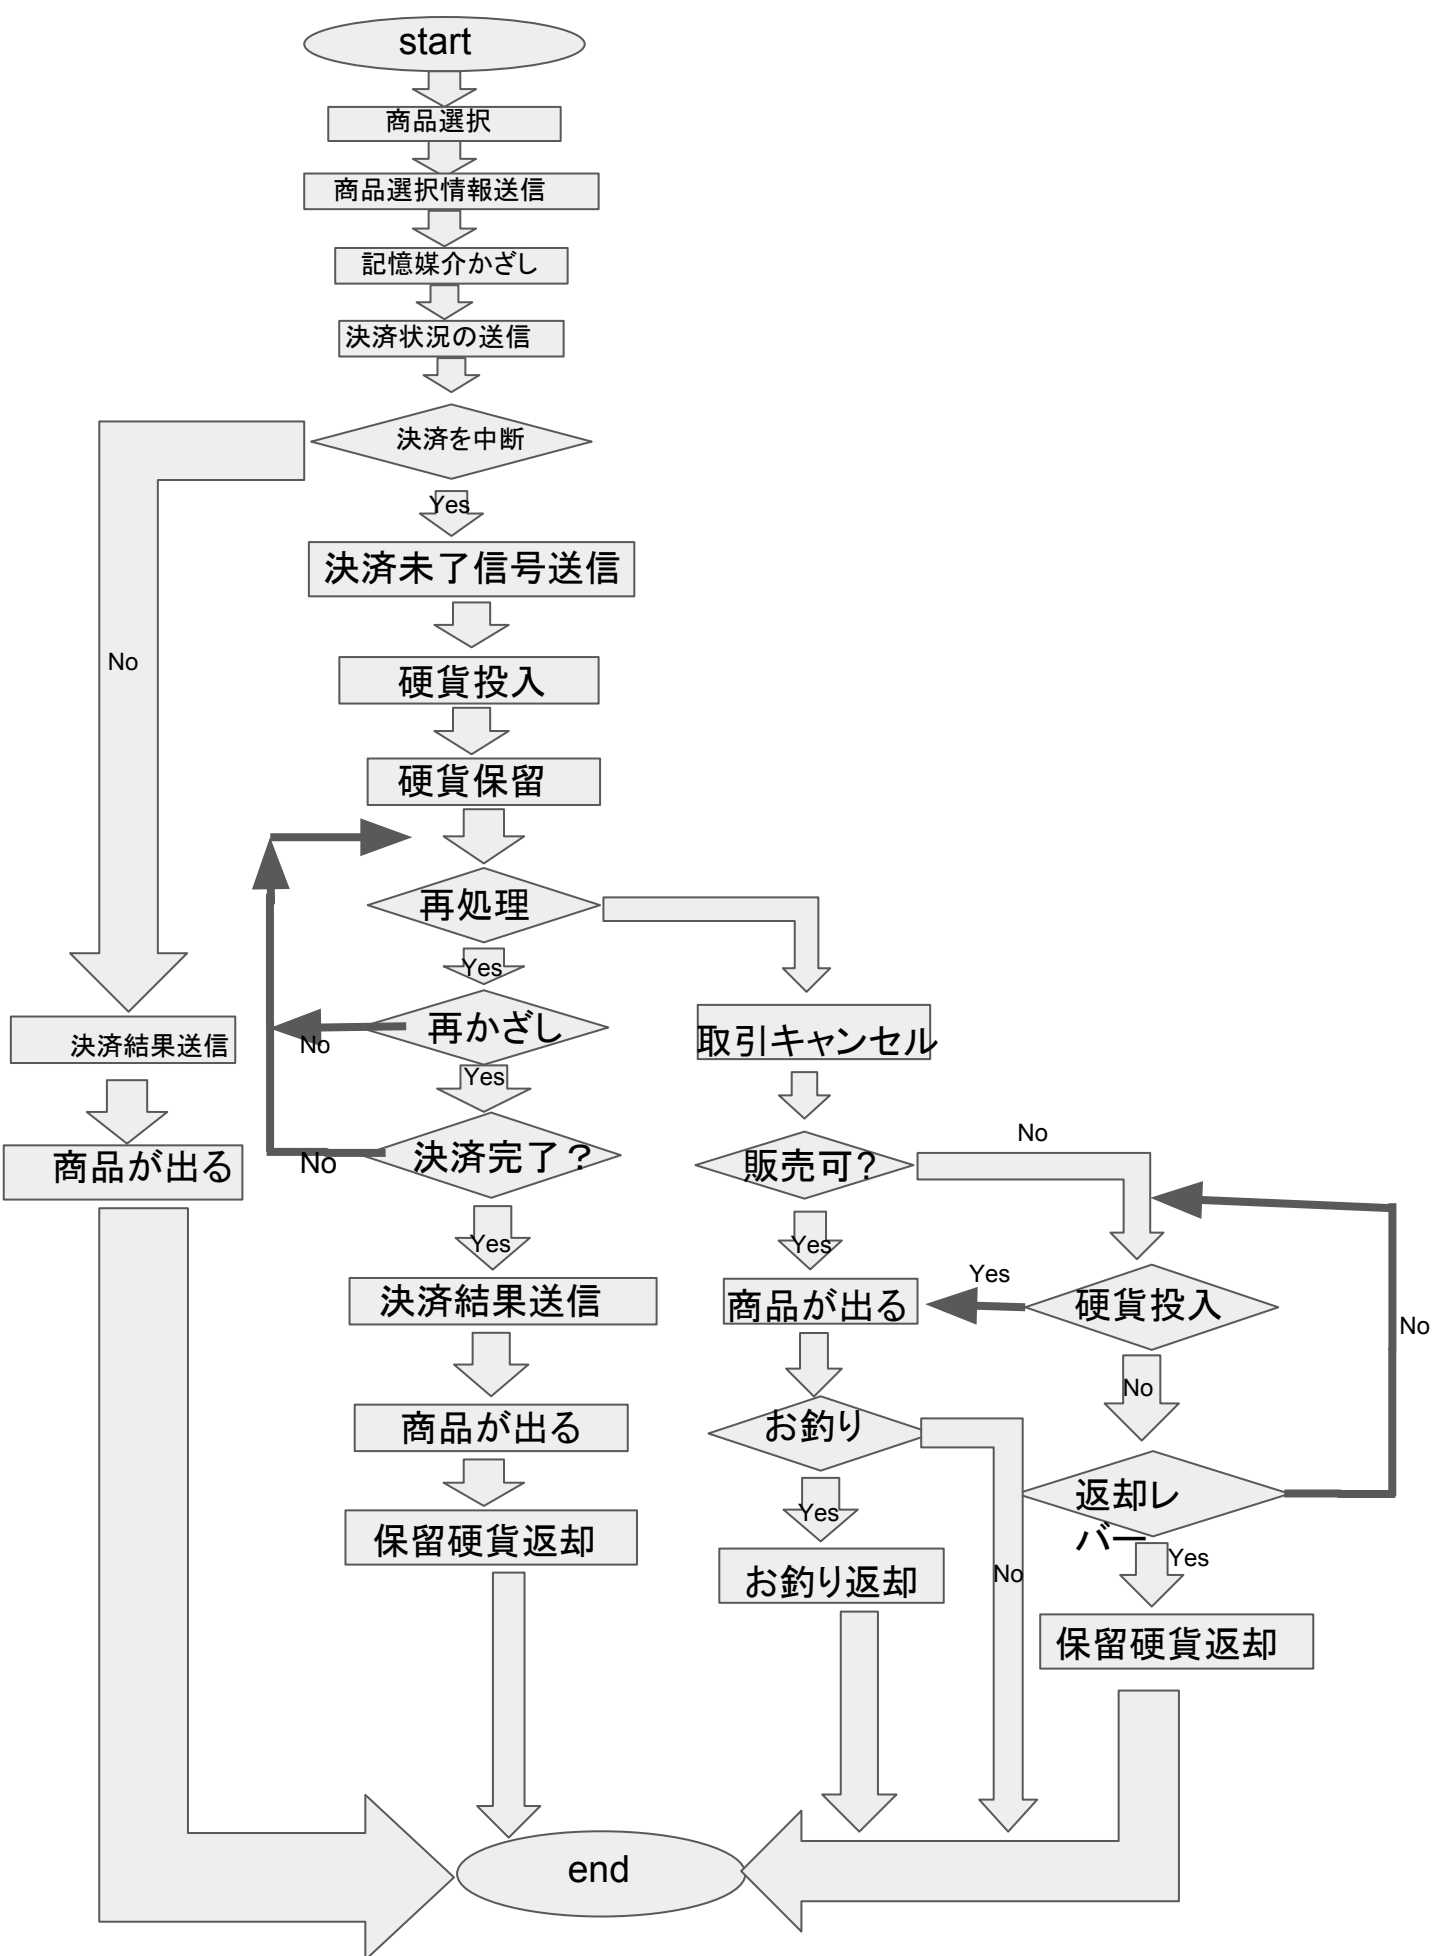 start
商品選択
商品選択情報送信
記憶媒介かざし
決済状況の送信
決済を中断
Yes
No
決済未了信号送信
硬貨投入
硬貨保留
再処理
Yes
再かざし
No
Yes
決済完了？
No
Yes
決済結果送信
商品が出る
保留硬貨返却
決済結果送信
商品が出る
取引キャンセル
販売可?
No
Yes
商品が出る
Yes
硬貨投入
No
No
お釣り
Yes
No
お釣り返却
返却レ
バー
Yes
保留硬貨返却
end